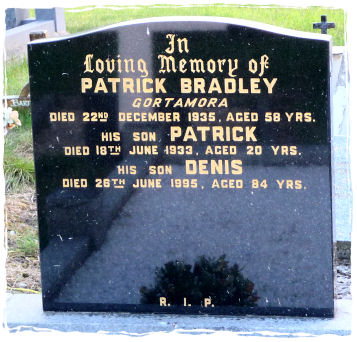 In
Loving Memory of
PATRICK BRADLEY
GORTAMORA
DIED 22ND DECEMBER 1935, AGED 58 YRS.
HIS SON PATRICK
DIED 18TH JUNE 1933, AGED 20 YRS.
HIS SON DENIS
DIED 26TH JUNE 1995, AGED 84 YRS.
R. I. P.